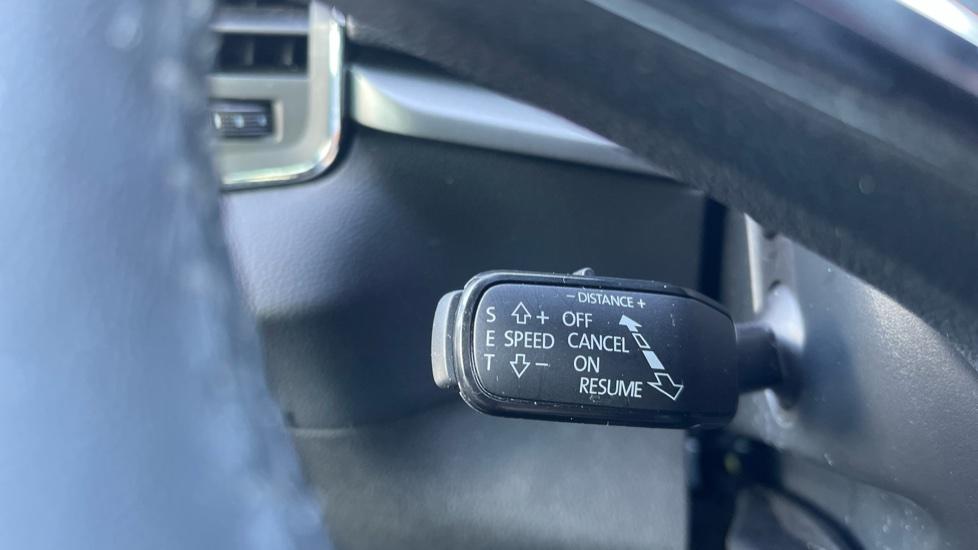 − DISTANCE +
S + OFF
E SPEED CANCEL
T − ON
RESUME